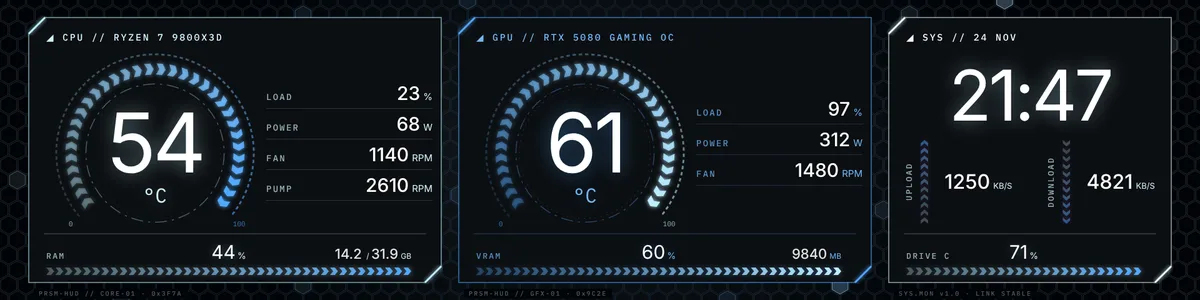 CPU // RYZEN 7 9800X3D
54
°C
0
100
LOAD 23 %
POWER 68 W
FAN 1140 RPM
PUMP 2610 RPM
RAM 44 % 14.2 / 31.9 GB
PRSM-HUD // CORE-01 · 0x3F7A
GPU // RTX 5080 GAMING OC
61
°C
0
100
LOAD 97 %
POWER 312 W
FAN 1480 RPM
VRAM 60 % 9840 MB
PRSM-HUD // GFX-01 · 0x9C2E
SYS // 24 NOV
21:47
UPLOAD 1250 KB/S
DOWNLOAD 4821 KB/S
DRIVE C 71 %
SYS.MON v1.0 · LINK STABLE